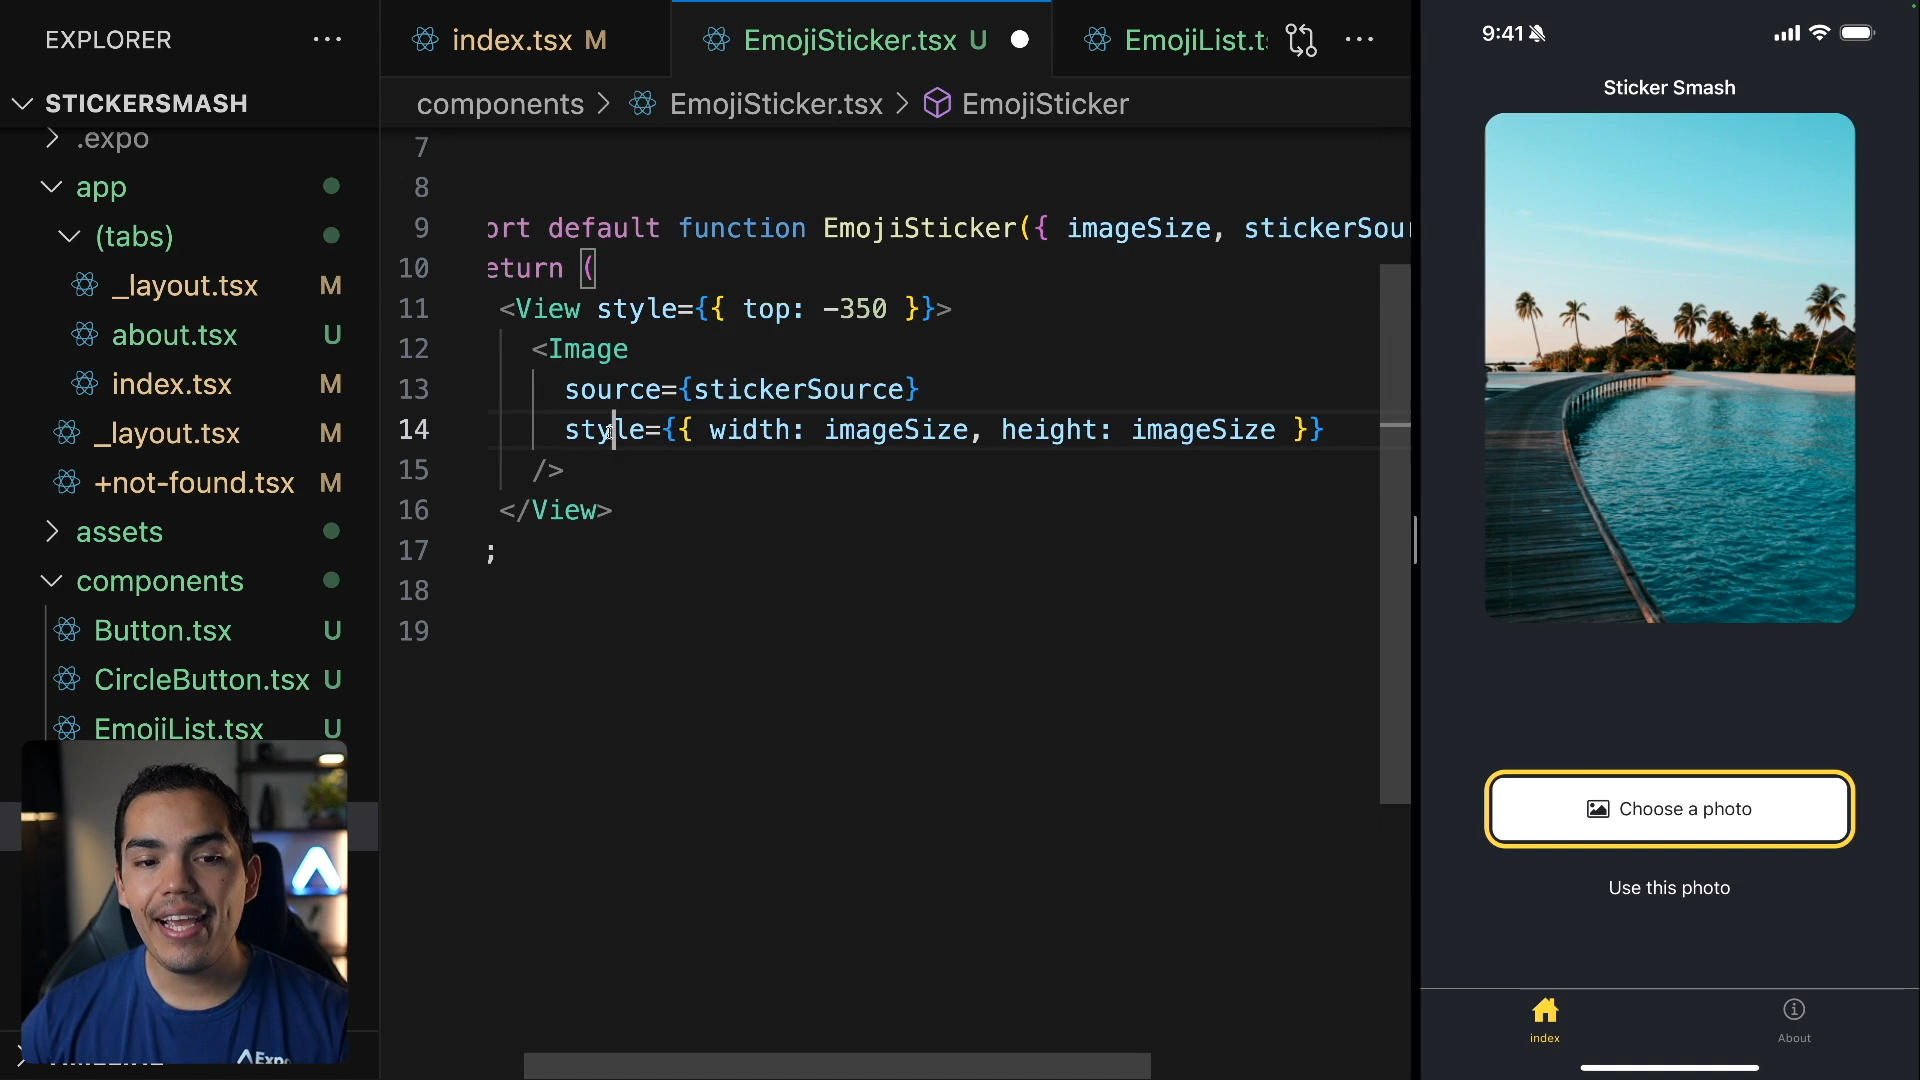 EXPLORER
STICKERSMASH
.expo
app
(tabs)
_layout.tsx M
about.tsx U
index.tsx M
_layout.tsx M
+not-found.tsx M
assets
components
Button.tsx U
CircleButton.tsx U
EmojiList.tsx U
Expo
index.tsx M
EmojiSticker.tsx U
EmojiList.t
components > EmojiSticker.tsx > EmojiSticker
7
8
9 ort default function EmojiSticker({ imageSize, stickerSou
10 eturn (
11 <View style={{ top: -350 }}>
12 <Image
13 source={stickerSource}
14 style={{ width: imageSize, height: imageSize }}
15 />
16 </View>
17 ;
18
19
9:41
Sticker Smash
Choose a photo
Use this photo
index
About